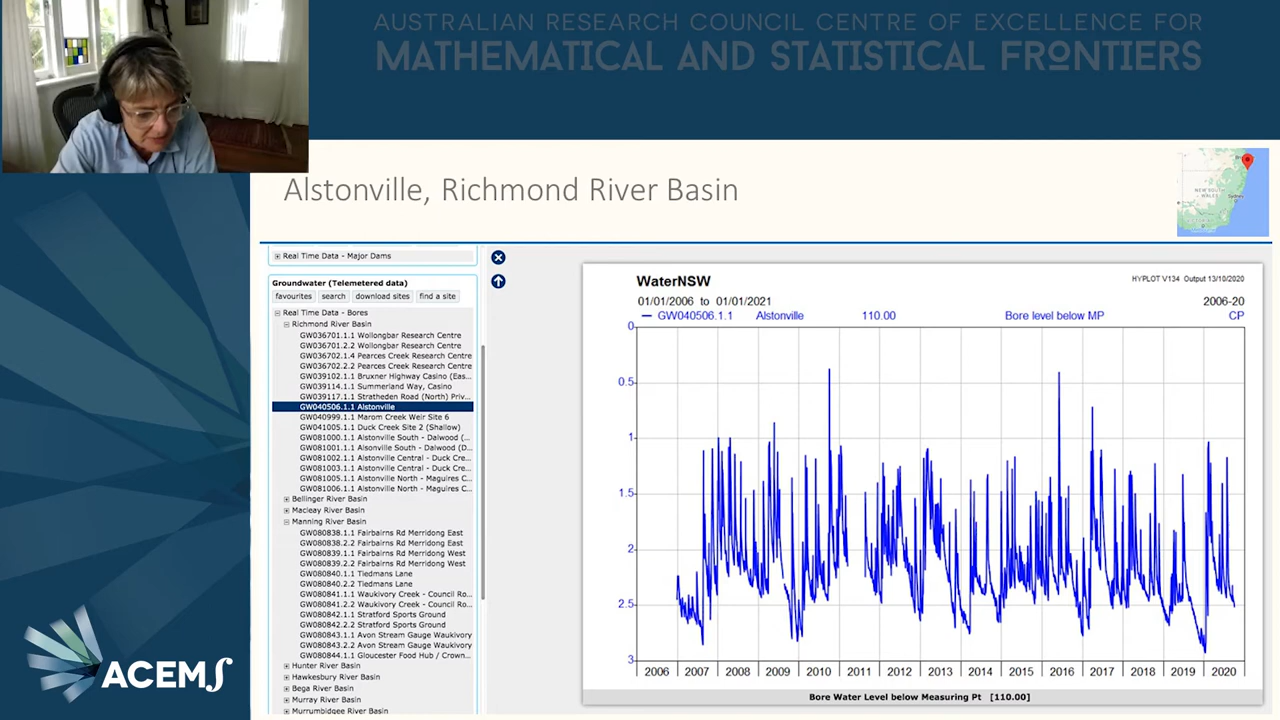 AUSTRALIAN RESEARCH COUNCIL CENTRE OF EXCELLENCE FOR
MATHEMATICAL AND STATISTICAL FRONTIERS
Alstonville, Richmond River Basin
Real Time Data - Major Dams
Groundwater (Telemetered data)
favourites search download sites find a site
Real Time Data - Bores
Richmond River Basin
GW036701.1.1 Wollongbar Research Centre
GW036701.2.2 Wollongbar Research Centre
GW036702.1.4 Pearces Creek Research Centre
GW036702.2.2 Pearces Creek Research Centre
GW039102.1.1 Bruxner Highway Casino (Eas...
GW039114.1.1 Summerland Way, Casino
GW039117.1.1 Stratheden Road (North) Priv...
GW040506.1.1 Alstonville
GW040999.1.1 Marom Creek Weir Site 6
GW041005.1.1 Duck Creek Site 2 (Shallow)
GW081000.1.1 Alstonville South - Dalwood (...
GW081001.1.1 Alstonville South - Dalwood (D...
GW081002.1.1 Alstonville Central - Duck Cre...
GW081003.1.1 Alstonville Central - Duck Cre...
GW081005.1.1 Alstonville North - Maguires C...
GW081006.1.1 Alstonville North - Maguires C...
Bellinger River Basin
Macleay River Basin
Manning River Basin
GW080838.1.1 Fairbairns Rd Merridong East
GW080838.2.2 Fairbairns Rd Merridong East
GW080839.1.1 Fairbairns Rd Merridong West
GW080839.2.2 Fairbairns Rd Merridong West
GW080840.1.1 Tiedmans Lane
GW080840.2.2 Tiedmans Lane
GW080841.1.1 Waukivory Creek - Council Ro...
GW080841.2.2 Waukivory Creek - Council Ro...
GW080842.1.1 Stratford Sports Ground
GW080842.2.2 Stratford Sports Ground
GW080843.1.1 Avon Stream Gauge Waukivory
GW080843.2.2 Avon Stream Gauge Waukivory
GW080844.1.1 Gloucester Food Hub / Crown...
Hunter River Basin
Hawkesbury River Basin
Bega River Basin
Murray River Basin
Murrumbidgee River Basin
WaterNSW
HYPLOT V134 Output 13/10/2020
01/01/2006 to 01/01/2021
2006-20
GW040506.1.1 Alstonville 110.00 Bore level below MP CP
0
0.5
1
1.5
2
2.5
3
2006 2007 2008 2009 2010 2011 2012 2013 2014 2015 2016 2017 2018 2019 2020
Bore Water Level below Measuring Pt [110.00]
ACEMS